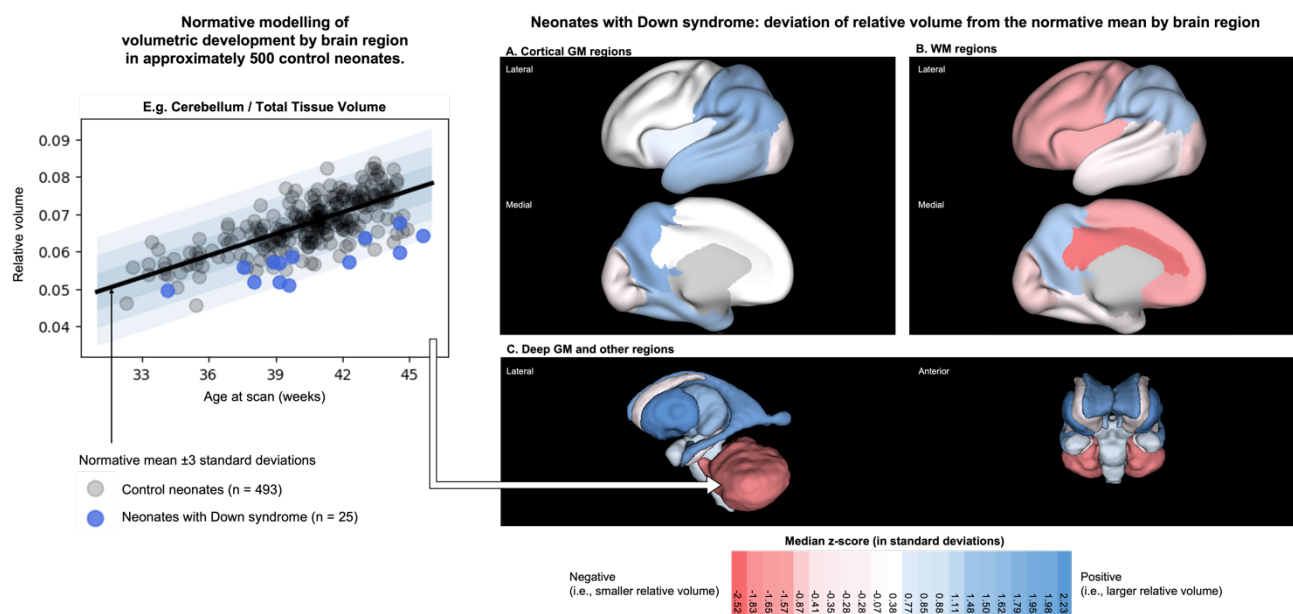 Normative modelling of
volumetric development by brain region
in approximately 500 control neonates.
E.g. Cerebellum / Total Tissue Volume
0.09
0.08
0.07
0.06
0.05
0.04
Relative volume
33
36
39
42
45
Age at scan (weeks)
Normative mean ±3 standard deviations
Control neonates (n = 493)
Neonates with Down syndrome (n = 25)
Neonates with Down syndrome: deviation of relative volume from the normative mean by brain region
A. Cortical GM regions
Lateral
Medial
B. WM regions
Lateral
Medial
C. Deep GM and other regions
Lateral
Anterior
Median z-score (in standard deviations)
Negative
(i.e., smaller relative volume)
-2.52
-1.83
-1.65
-1.57
-0.87
-0.41
-0.35
-0.28
-0.28
-0.07
0.38
0.77
0.85
0.88
1.11
1.48
1.50
1.62
1.79
1.95
1.98
2.23
Positive
(i.e., larger relative volume)